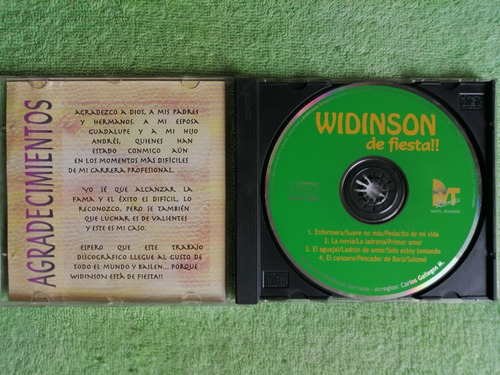 AGRADECIMIENTOS
AGRADEZCO A DIOS, A MIS PADRES
Y HERMANOS. A MI ESPOSA
GUADALUPE Y A MI HIJO
ANDRÉS, QUIENES HAN
ESTADO CONMIGO AÚN
EN LOS MOMENTOS MÁS DIFÍCILES
DE MI CARRERA PROFESIONAL.
YO SÉ QUE ALCANZAR LA
FAMA Y EL ÉXITO ES DIFÍCIL, LO
RECONOZCO, PERO SE TAMBIÉN
QUE LUCHAR ES DE VALIENTES
Y ESTE ES MI CASO.
ESPERO QUE ESTE TRABAJO
DISCOGRÁFICO LLEGUE AL GUSTO DE
TODO EL MUNDO Y BAILEN... PORQUE
WIDINSON ESTÁ DE FIESTA!!
WIDINSON
de fiesta!!
1. Enfermera/Suave no más/Pedacito de mi vida
2. La novia/La ladrona/Primer amor
3. El aguajal/Ladrón de amor/Solo estoy tomando
4. El canoero/Pescador de Barú/Salomé
- Arreglos: Carlos Gallegos M.